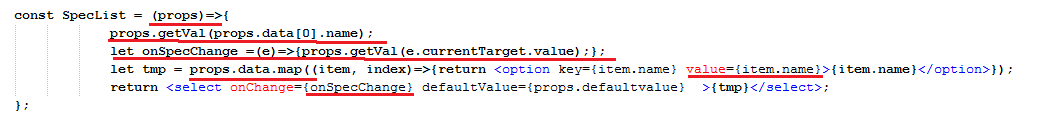 const SpecList = (props)=>{
props.getVal(props.data[0].name);
let onSpecChange =(e)=>{props.getVal(e.currentTarget.value);};
let tmp = props.data.map((item, index)=>{return <option key={item.name} value={item.name}>{item.name}</option>});
return <select onChange={onSpecChange} defaultValue={props.defaultvalue}  >{tmp}</select>;
};